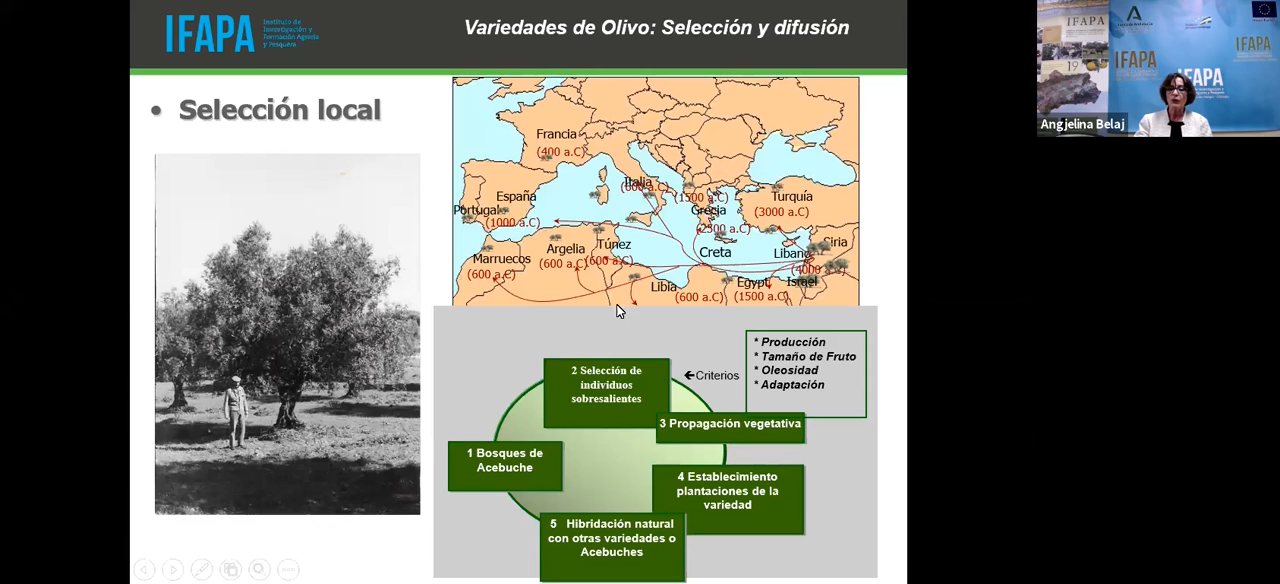 IFAPA
Instituto de
Investigación y
Formación Agraria
y Pesquera
Variedades de Olivo: Selección y difusión
• Selección local
Francia
(400 a.C)
España
Portugal
(1000 a.C)
Italia
(600 a.C)
(1500 a.C)
Grecia
(2500 a.C)
Turquía
(3000 a.C)
Creta
Siria
Libano
(4000 a.C)
Israel
Marruecos
(600 a.C)
Argelia
(600 a.C)
Túnez
(600 a.C)
Libia
(600 a.C)
Egypt
(1500 a.C)
2 Selección de
individuos
sobresalientes
←Criterios
* Producción
* Tamaño de Fruto
* Oleosidad
* Adaptación
3 Propagación vegetativa
1 Bosques de
Acebuche
4 Establecimiento
plantaciones de la
variedad
5 Hibridación natural
con otras variedades o
Acebuches
IFAPA
19
IFAPA
IFAPA
IFAPA
Angjelina Belaj